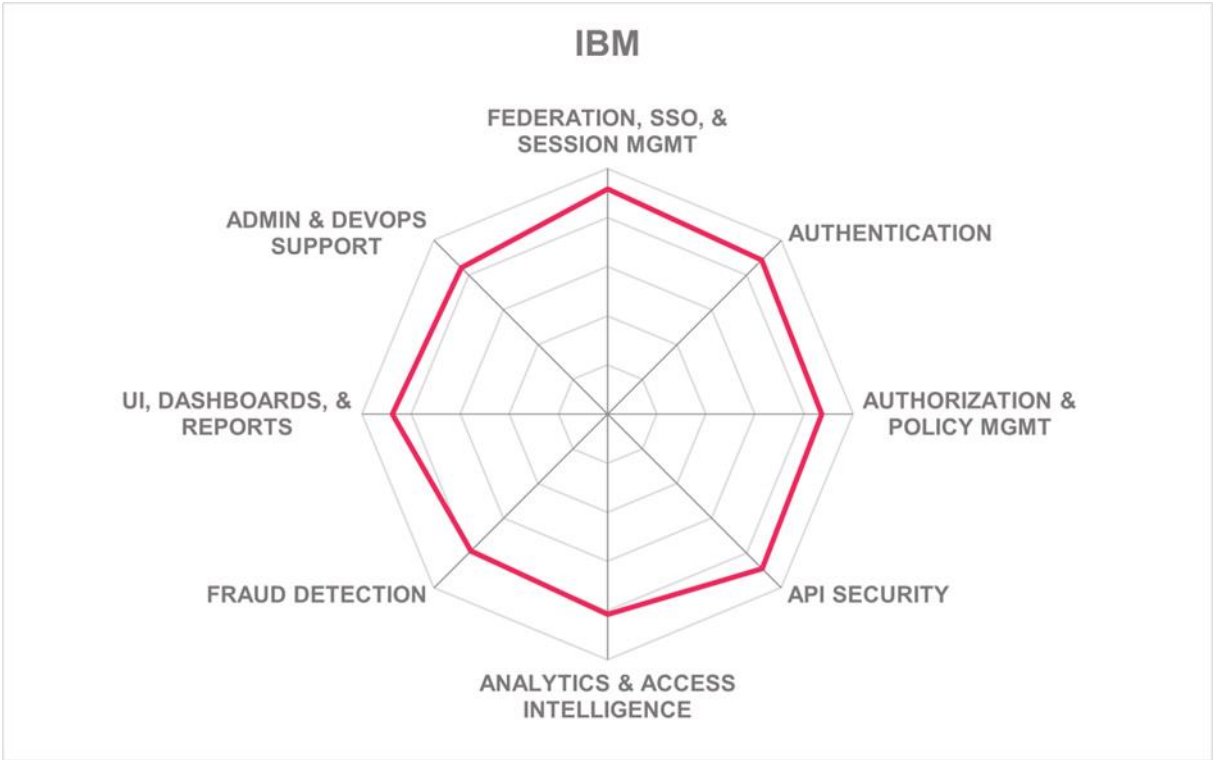 IBM
FEDERATION, SSO, &
SESSION MGMT
ADMIN & DEVOPS
SUPPORT
AUTHENTICATION
UI, DASHBOARDS, &
REPORTS
AUTHORIZATION &
POLICY MGMT
FRAUD DETECTION
API SECURITY
ANALYTICS & ACCESS
INTELLIGENCE